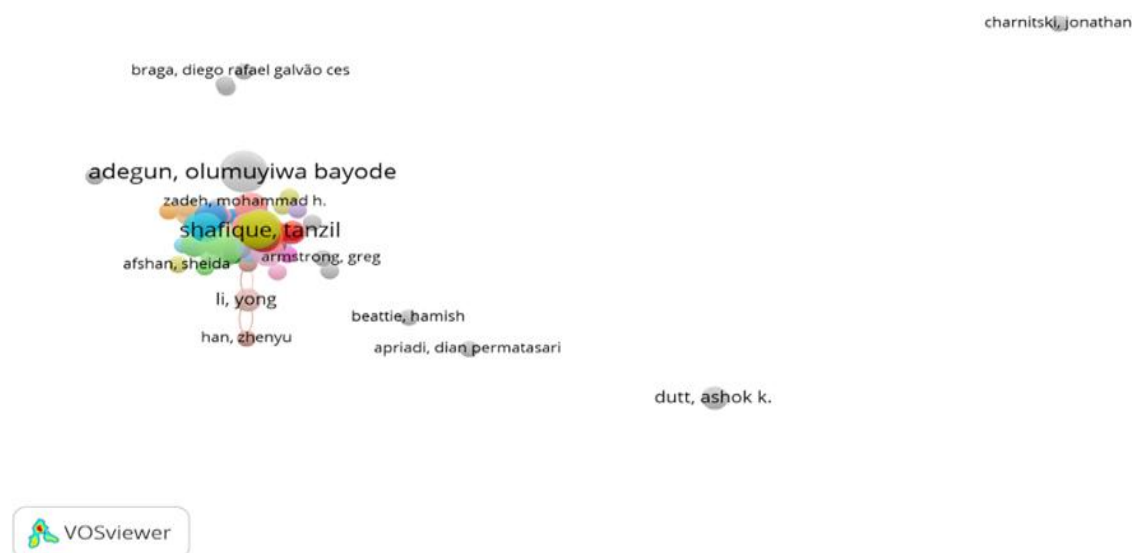 charnitski, jonathan
braga, diego rafael galvão ces
adegun, olumuyiwa bayode
zadeh, mohammad h.
shafique, tanzil
armstrong, greg
afshan, sheida
li, yong
beattie, hamish
han, zhenyu
apriadi, dian permatasari
dutt, ashok k.
VOSviewer